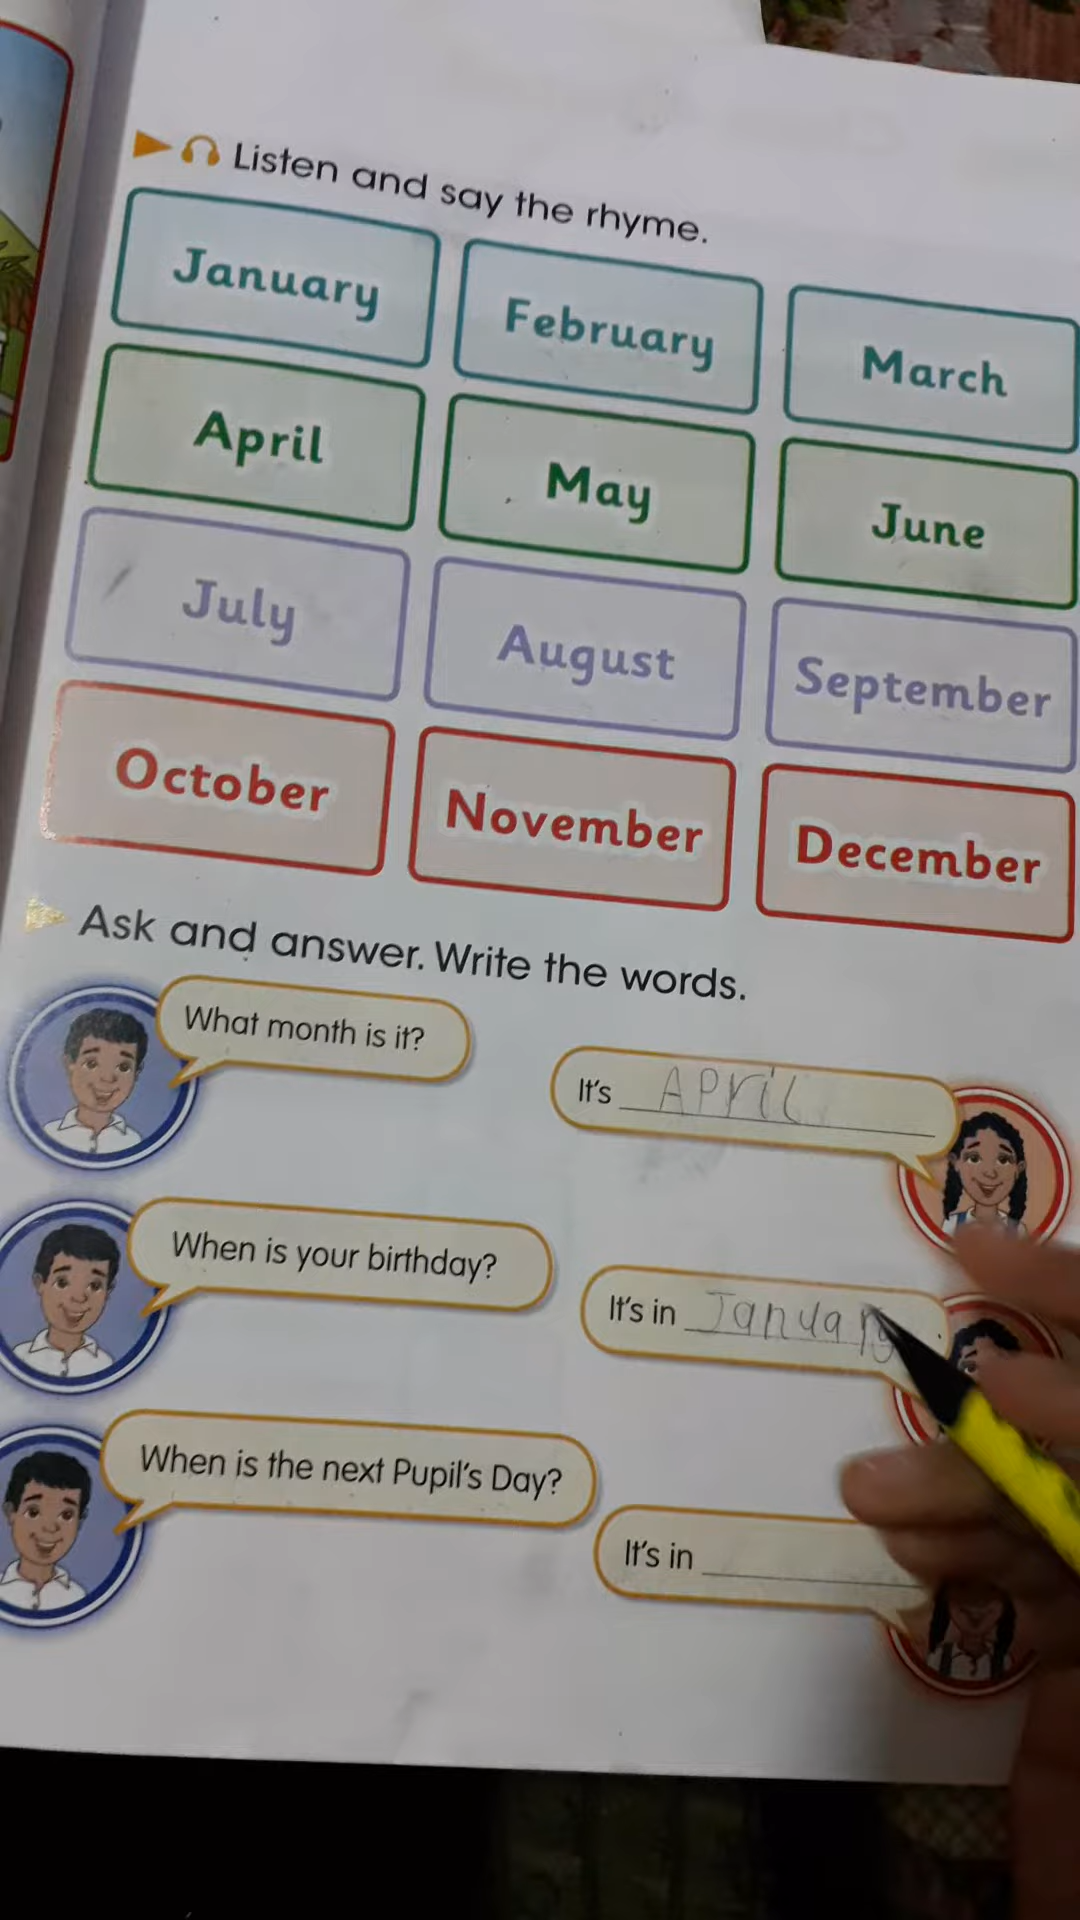 Listen and say the rhyme.
January February March
April May June
July August September
October November December
Ask and answer. Write the words.
What month is it?
It's APril
When is your birthday?
It's in January.
When is the next Pupil's Day?
It's in